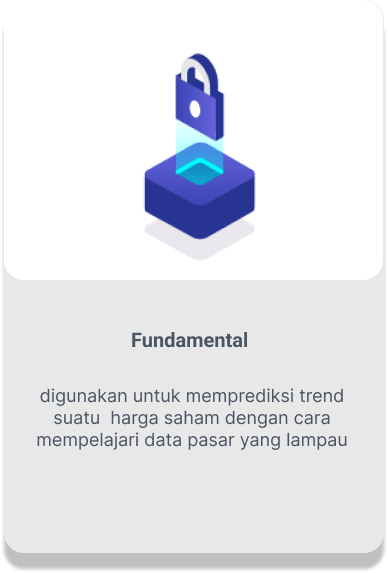 Fundamental
digunakan untuk memprediksi trend
suatu  harga saham dengan cara
mempelajari data pasar yang lampau